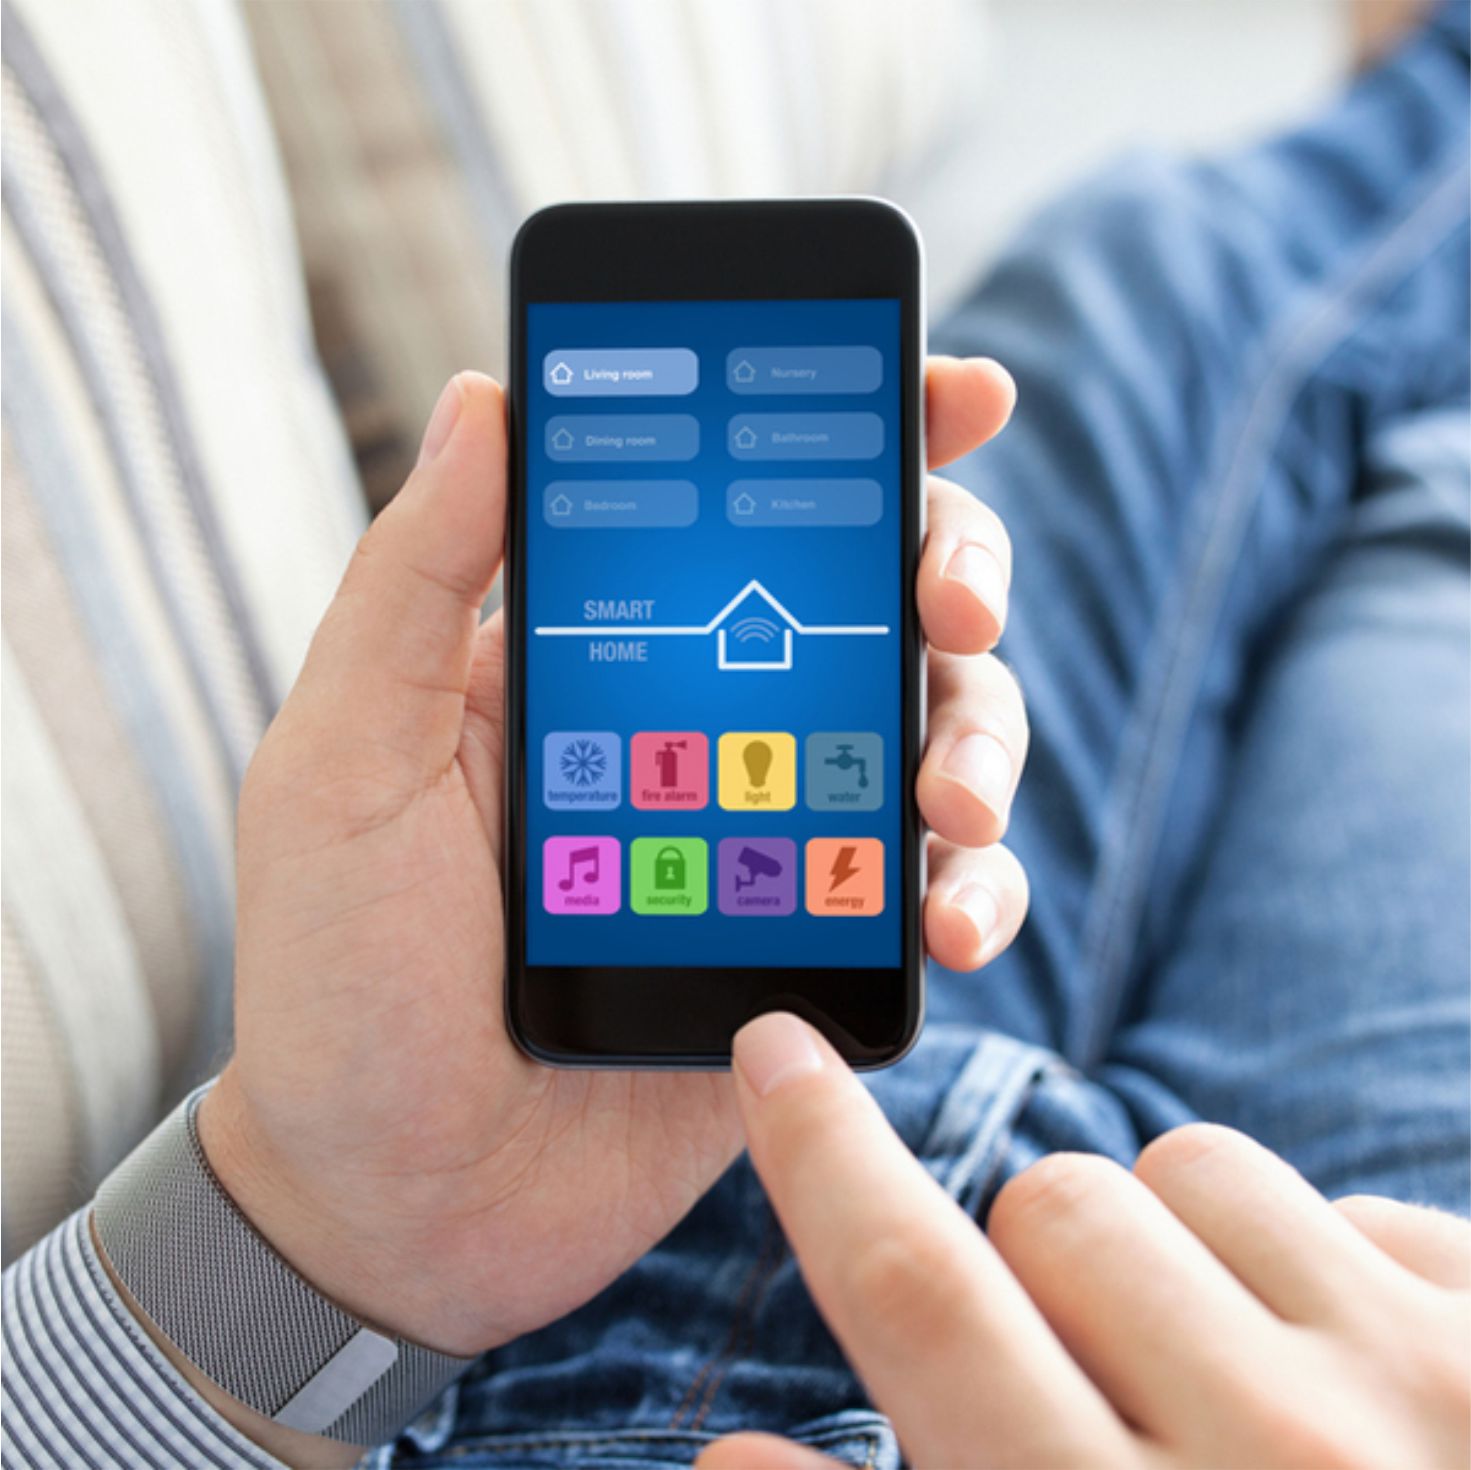 Living room
Nursery
Dining room
Bathroom
Bedroom
Kitchen
SMART
HOME
temperature
fire alarm
light
water
media
security
camera
energy